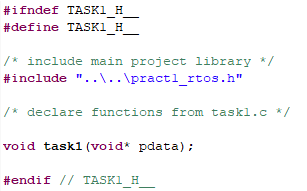 #ifndef TASK1_H__
#define TASK1_H__
/* include main project library */
#include "..\..\pract1_rtos.h"
/* declare functions from task1.c */
void task1(void* pdata);
#endif // TASK1_H__